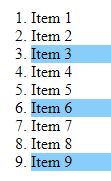 1. Item 1
2. Item 2
3. Item 3
4. Item 4
5. Item 5
6. Item 6
7. Item 7
8. Item 8
9. Item 9